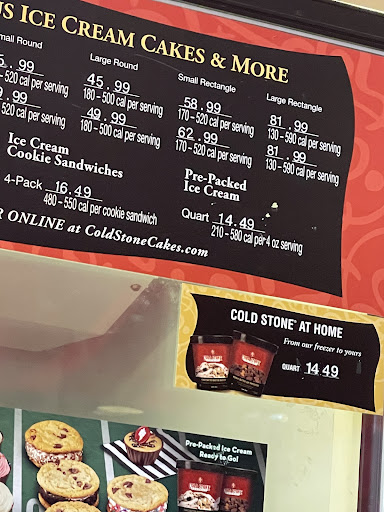 US ICE CREAM CAKES & MORE
Small Round Large Round Small Rectangle Large Rectangle
5.99 45.99 58.99 81.99
- 520 cal per serving 180 - 500 cal per serving 170 - 520 cal per serving 130 - 590 cal per serving
9.99 49.99 62.99 81.99
520 cal per serving 180 - 500 cal per serving 170 - 520 cal per serving 130 - 590 cal per serving
Ice Cream
Cookie Sandwiches
4-Pack 16.49
480 – 550 cal per cookie sandwich
Pre-Packed
Ice Cream
Quart 14.49
210 - 580 cal per 4 oz serving
R ONLINE at ColdStoneCakes.com
COLD STONE™ AT HOME
From our freezer to yours
QUART 14.49
Pre-Packed Ice Cream
Ready to Go!